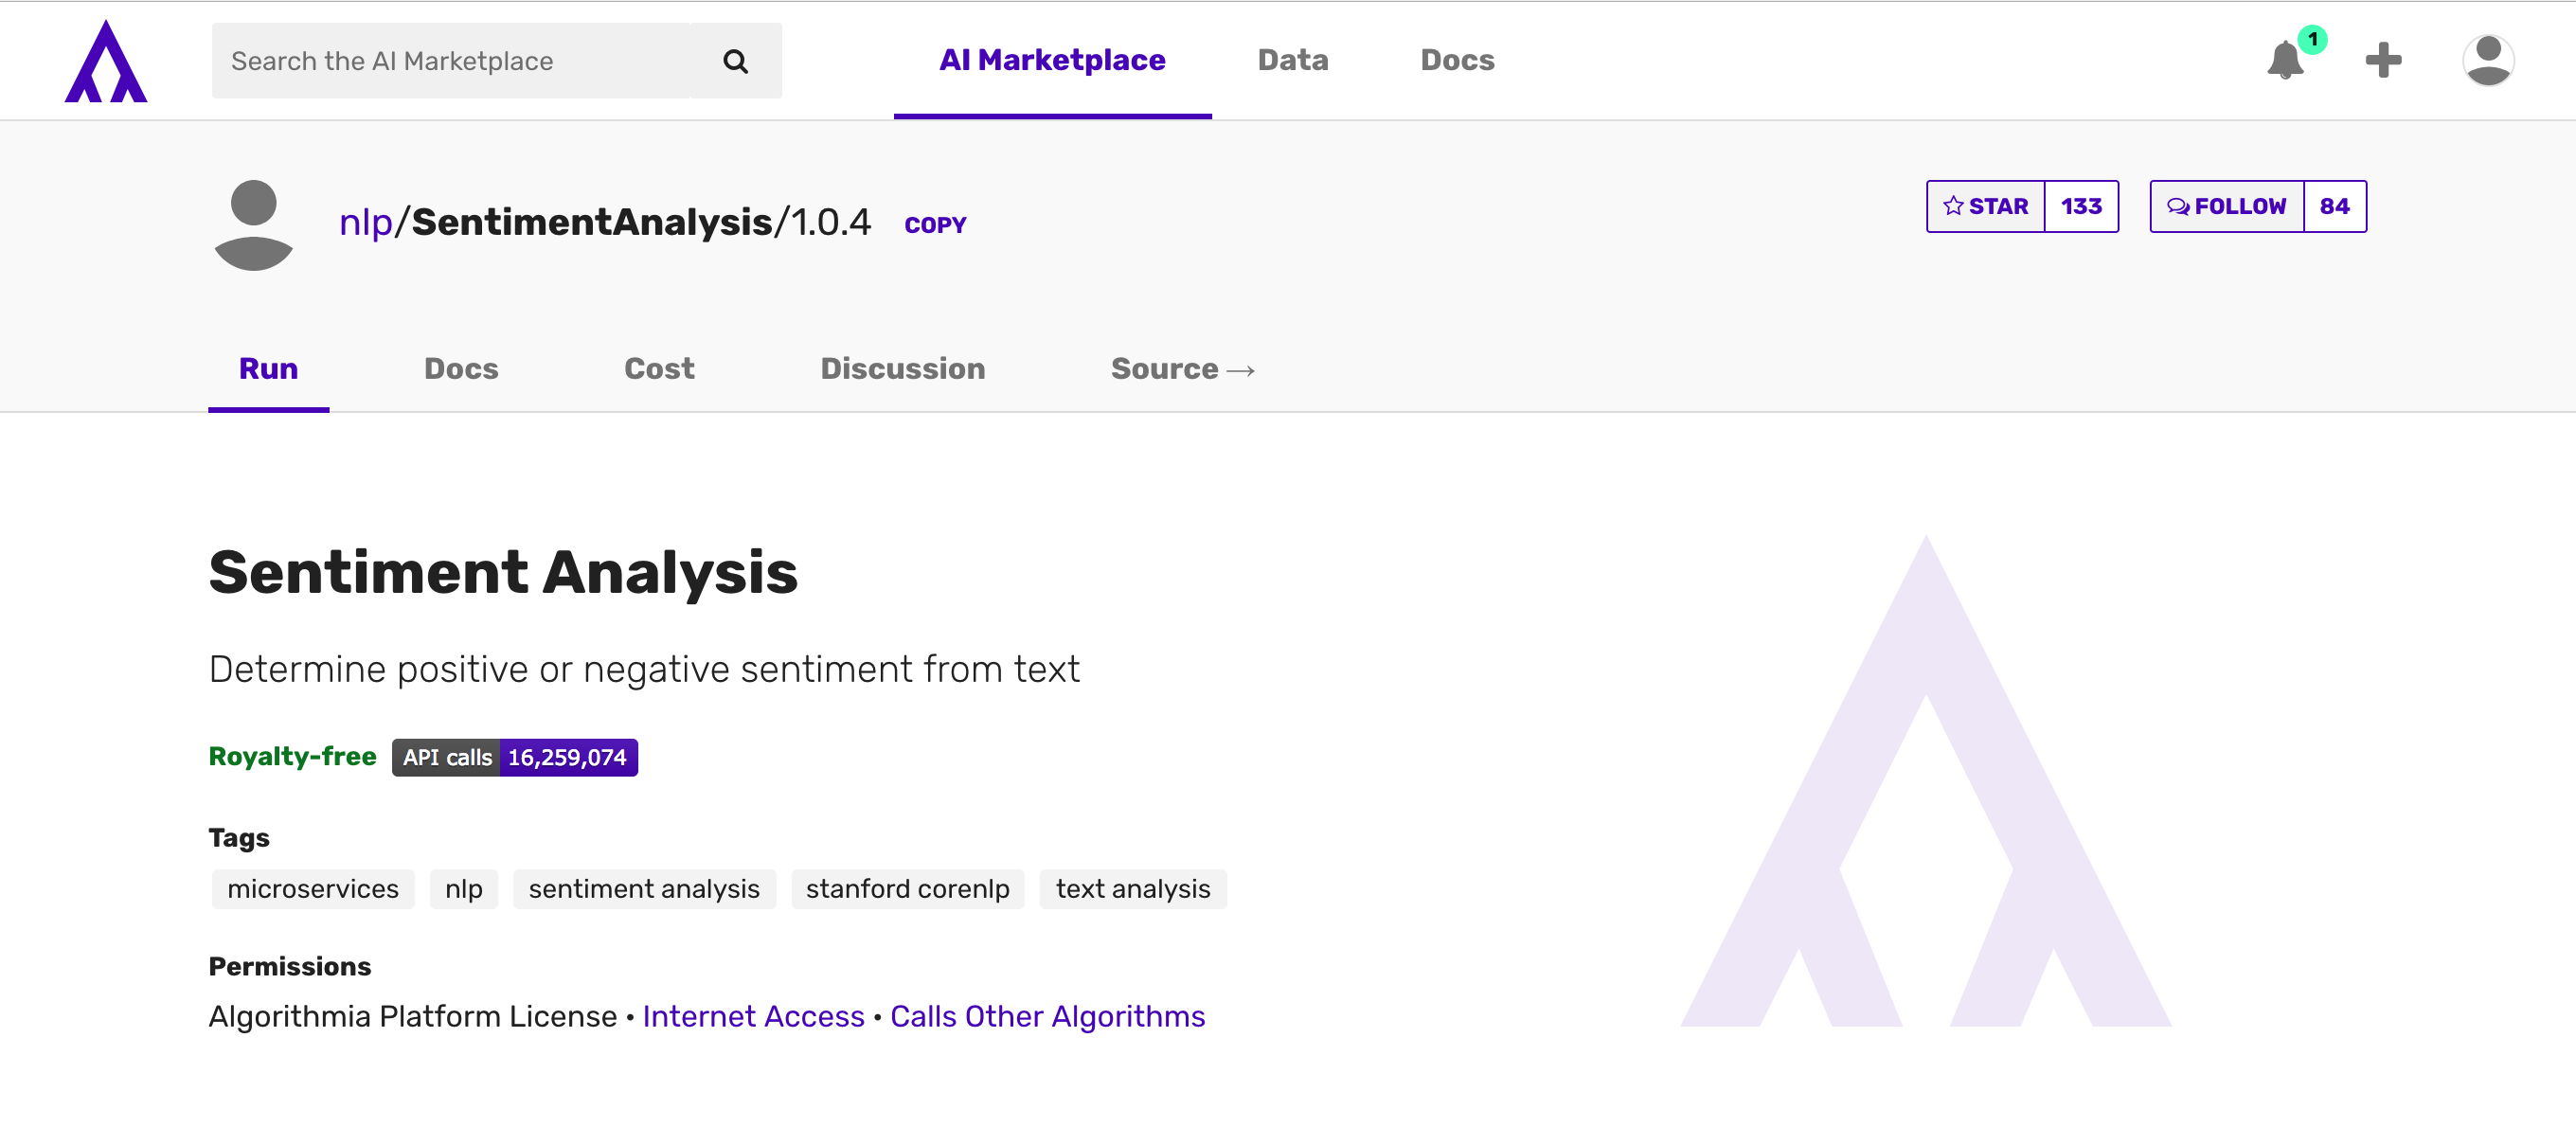 Search the AI Marketplace
AI Marketplace Data Docs
1
nlp/SentimentAnalysis/1.0.4 COPY
STAR 133 FOLLOW 84
Run Docs Cost Discussion Source→
Sentiment Analysis
Determine positive or negative sentiment from text
Royalty-free API calls 16,259,074
Tags
microservices nlp sentiment analysis stanford corenlp text analysis
Permissions
Algorithmia Platform License • Internet Access • Calls Other Algorithms